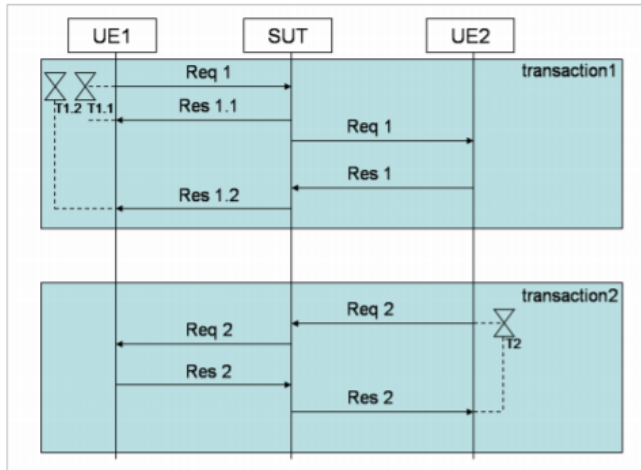 UE1 SUT UE2
transaction1
Req 1
T1.2 T1.1
Res 1.1
Req 1
Res 1
Res 1.2
transaction2
Req 2
Req 2
T2
Res 2
Res 2